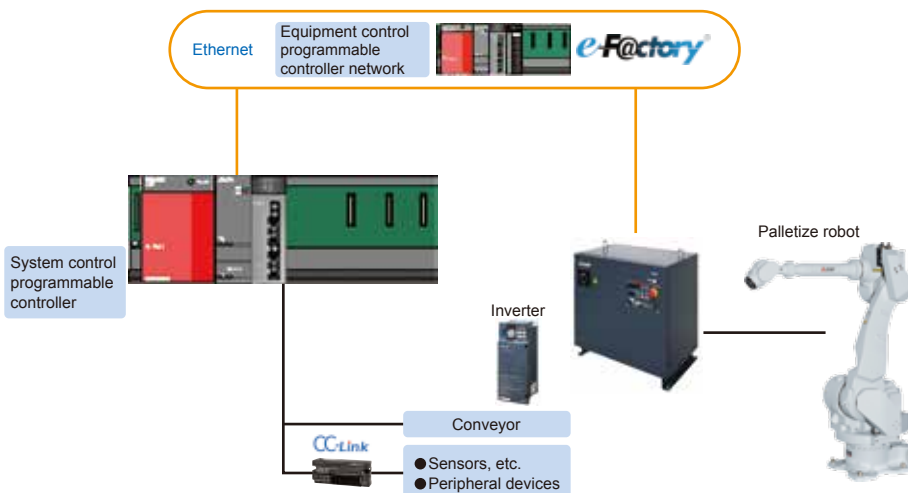 Ethernet
Equipment control
programmable
controller network
e-F@ctory®
System control
programmable
controller
Palletize robot
Inverter
Conveyor
CC-Link
●Sensors, etc.
●Peripheral devices